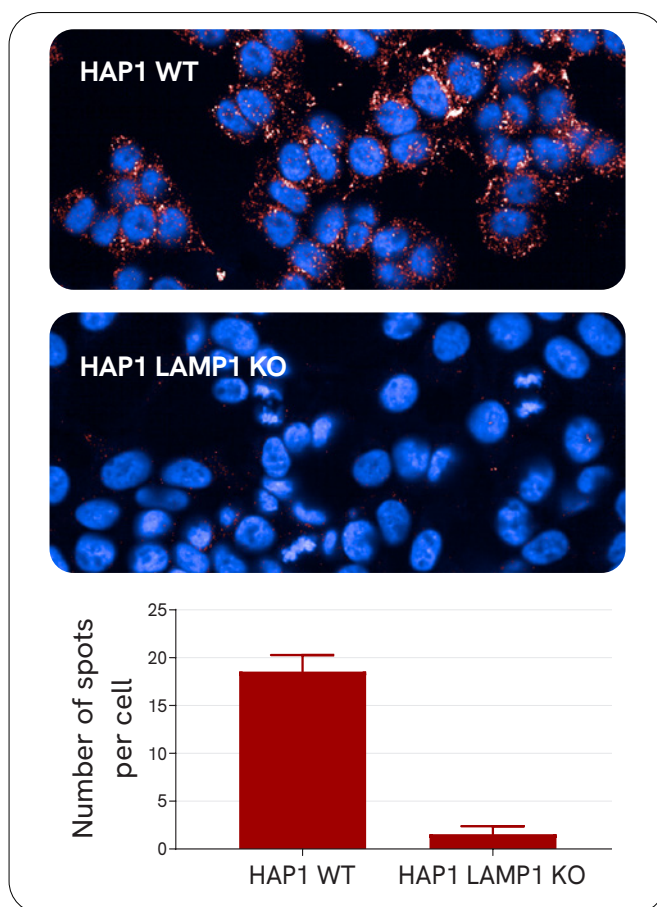 HAP1 WT
HAP1 LAMP1 KO
Number of spots
per cell
25
20
15
10
5
0
HAP1 WT
HAP1 LAMP1 KO